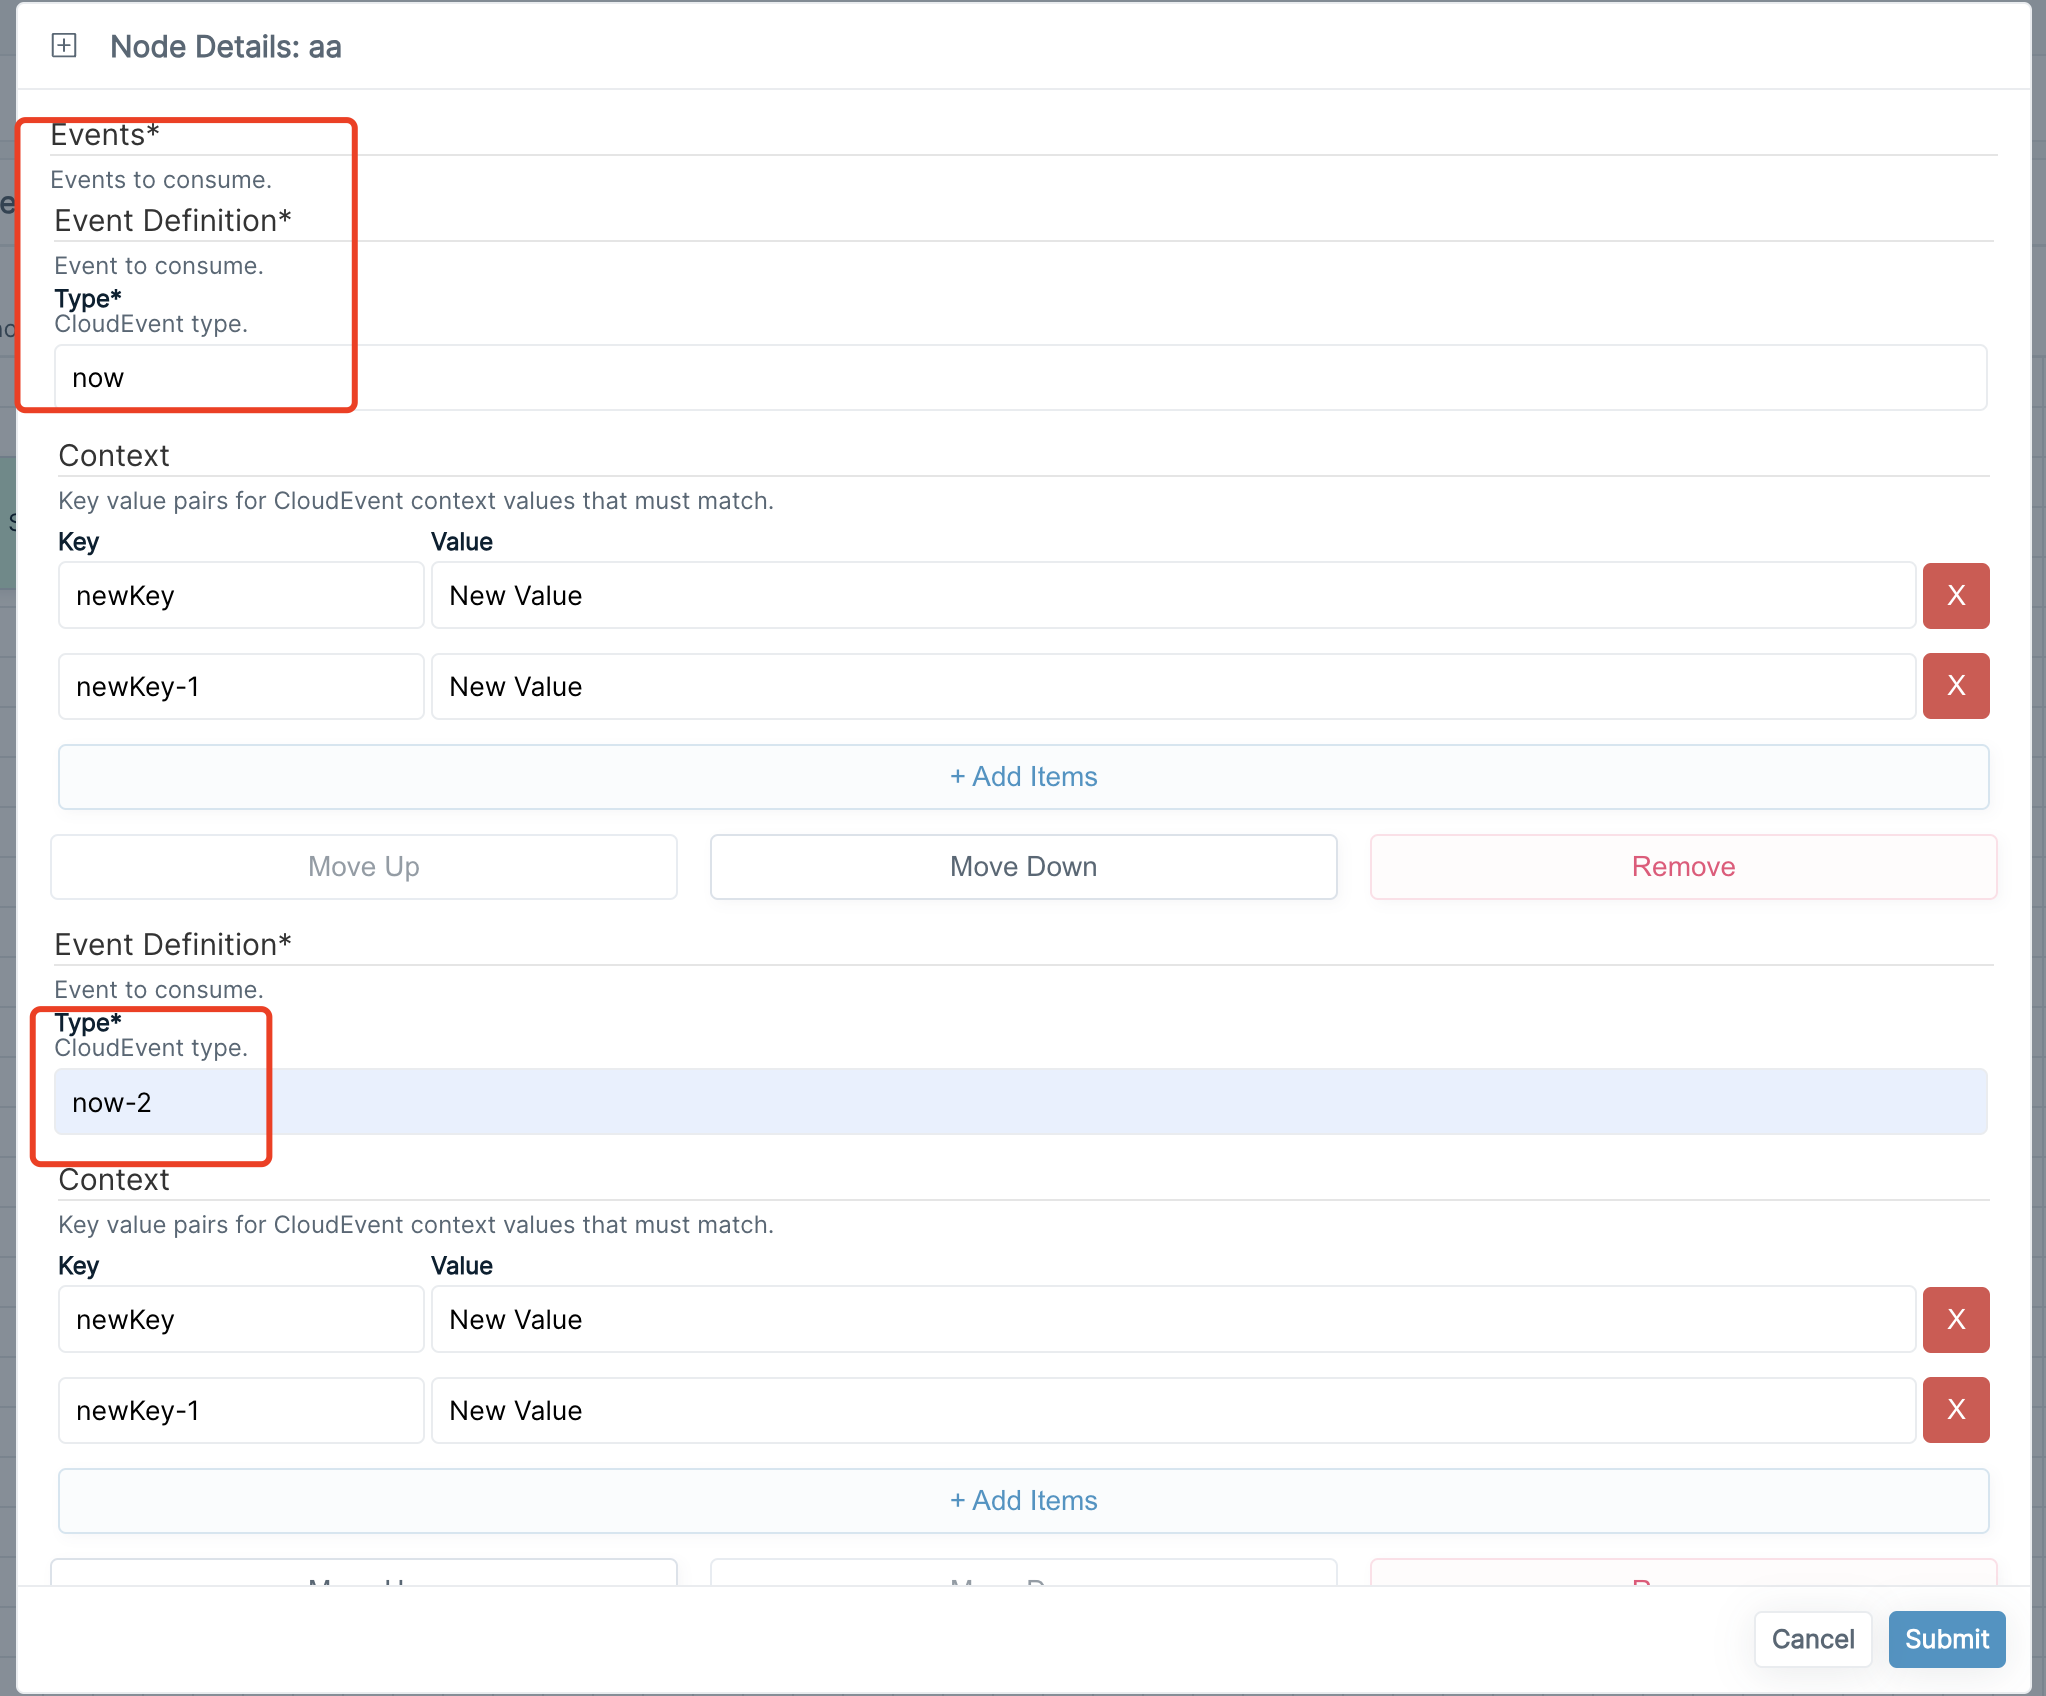 Node Details: aa
Events*
Events to consume.
Event Definition*
Event to consume.
Type*
CloudEvent type.
now
Context
Key value pairs for CloudEvent context values that must match.
Key Value
newKey New Value X
newKey-1 New Value X
+ Add Items
Move Up Move Down Remove
Event Definition*
Event to consume.
Type*
CloudEvent type.
now-2
Context
Key value pairs for CloudEvent context values that must match.
Key Value
newKey New Value X
newKey-1 New Value X
+ Add Items
Cancel Submit